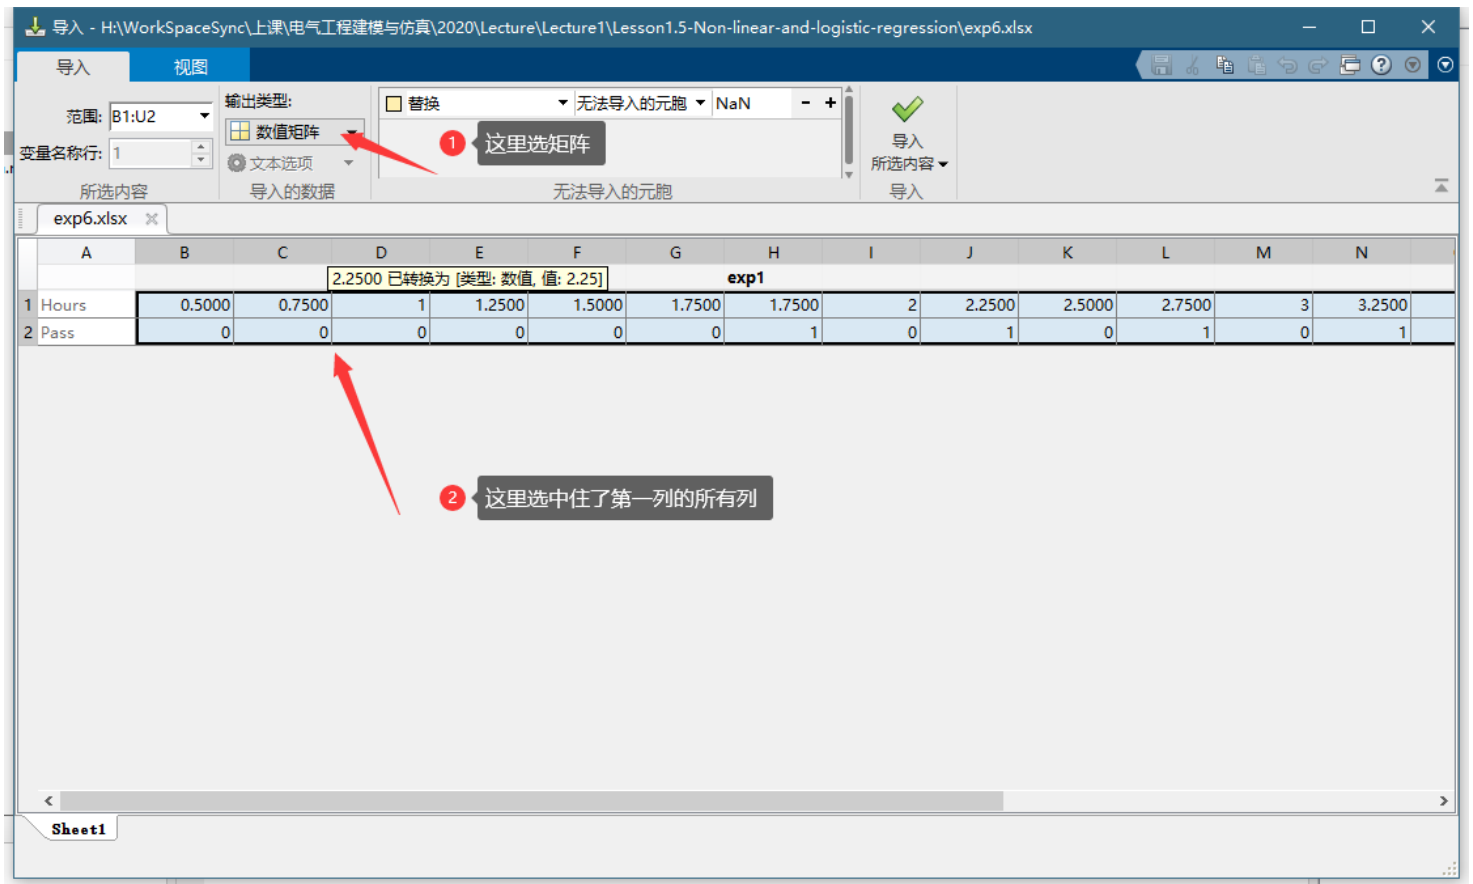 导入 - H:\WorkSpaceSync\上课\电气工程建模与仿真\2020\Lecture\Lecture1\Lesson1.5-Non-linear-and-logistic-regression\exp6.xlsx
导入 视图
范围: B1:U2
变量名称行: 1
所选内容
输出类型:
数值矩阵
文本选项
导入的数据
替换 无法导入的元胞 NaN - +
1 这里选矩阵
无法导入的元胞
导入
所选内容
导入
exp6.xlsx
A B C D E F G H I J K L M N
2.2500 已转换为 [类型: 数值, 值: 2.25] exp1
1 Hours 0.5000 0.7500 1 1.2500 1.5000 1.7500 1.7500 2 2.2500 2.5000 2.7500 3 3.2500
2 Pass 0 0 0 0 0 0 1 0 1 0 1 0 1
2 这里选中住了第一列的所有列
Sheet1